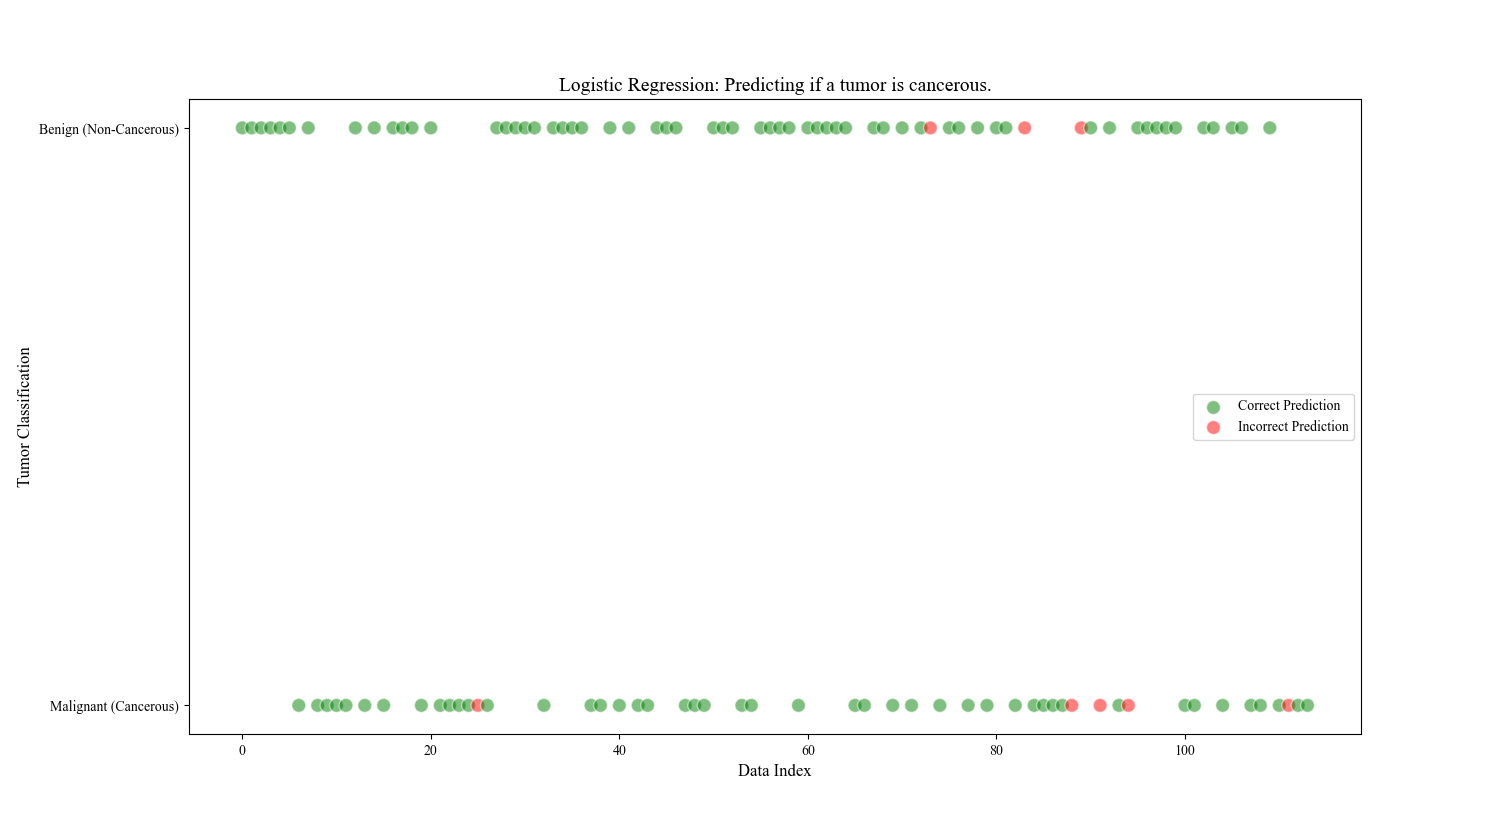 Logistic Regression: Predicting if a tumor is cancerous.
Benign (Non-Cancerous)
Tumor Classification
Correct Prediction
Incorrect Prediction
Malignant (Cancerous)
0 20 40 60 80 100
Data Index